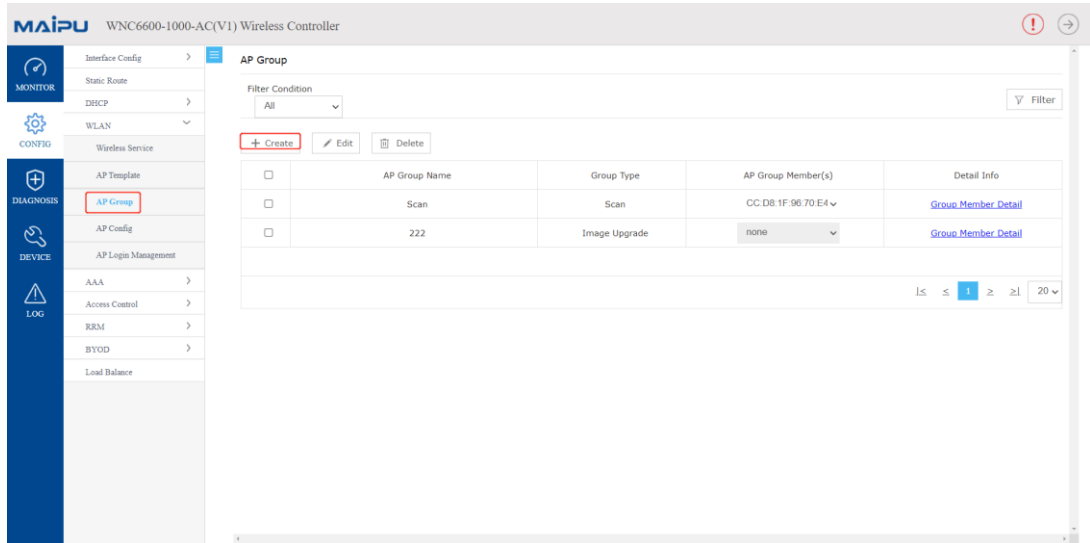 MAIPU WNC6600-1000-AC(V1) Wireless Controller
MONITOR
CONFIG
DIAGNOSIS
DEVICE
LOG
Interface Config
Static Route
DHCP
WLAN
Wireless Service
AP Template
AP Group
AP Config
AP Login Management
AAA
Access Control
RRM
BYOD
Load Balance
AP Group
Filter Condition
All
Filter
+ Create Edit Delete
AP Group Name Group Type AP Group Member(s) Detail Info
Scan Scan CC:D8:1F:96:70:E4 Group Member Detail
222 Image Upgrade none Group Member Detail
|< < 1 > >| 20